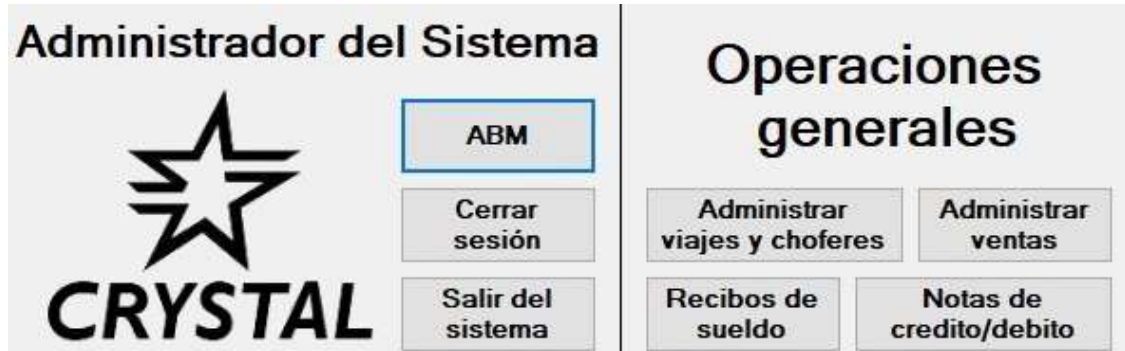 Administrador del Sistema
ABM
Cerrar
sesión
Salir del
sistema
CRYSTAL
Operaciones
generales
Administrar
viajes y choferes
Administrar
ventas
Recibos de
sueldo
Notas de
credito/debito